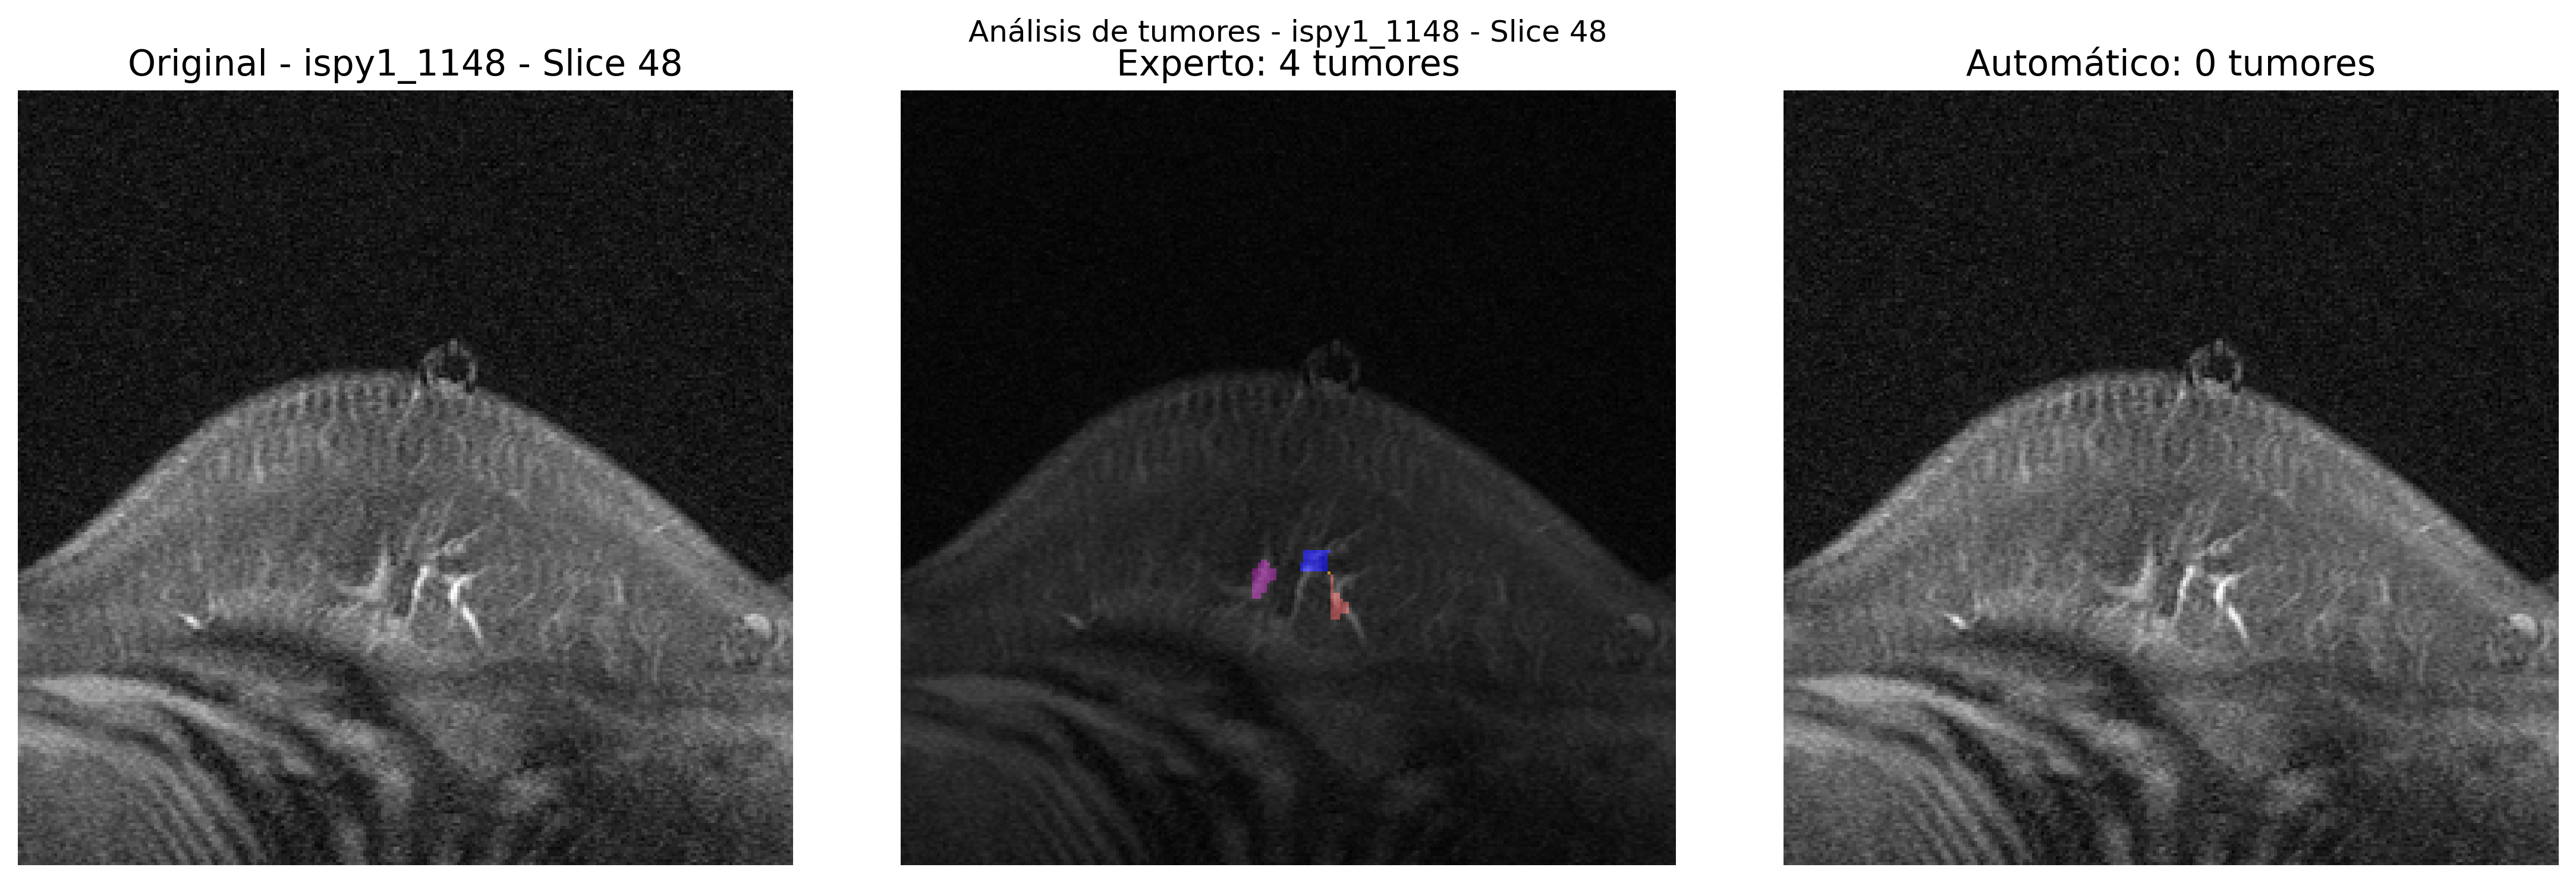 Análisis de tumores - ispy1_1148 - Slice 48
Original - ispy1_1148 - Slice 48
Experto: 4 tumores
Automático: 0 tumores